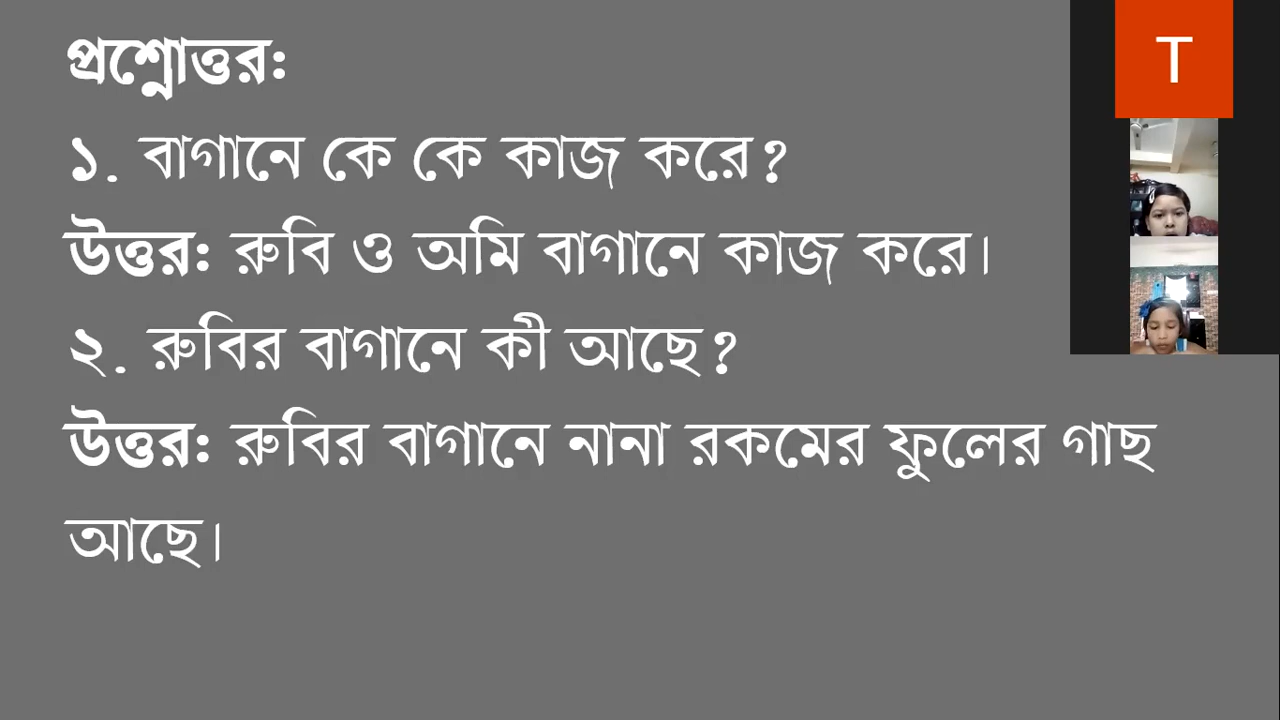 প্রশ্নোত্তর:
১. বাগানে কে কে কাজ করে?
উত্তর: রুবি ও অমি বাগানে কাজ করে।
২. রুবির বাগানে কী আছে?
উত্তর: রুবির বাগানে নানা রকমের ফুলের গাছ
আছে।
T